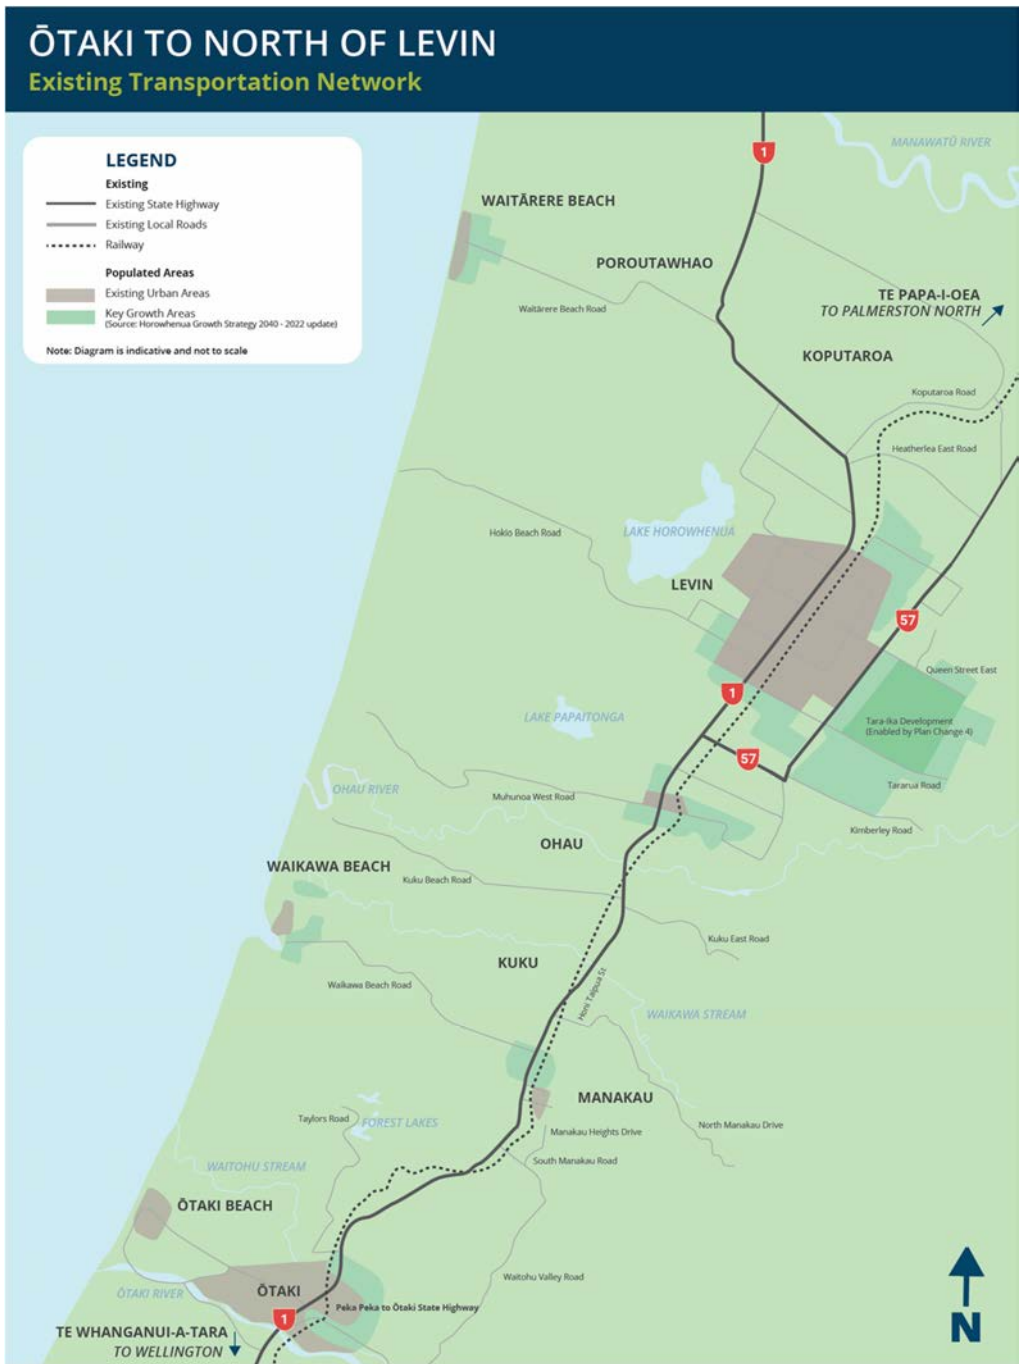 ŌTAKI TO NORTH OF LEVIN
Existing Transportation Network
LEGEND
Existing
Existing State Highway
Existing Local Roads
Railway
Populated Areas
Existing Urban Areas
Key Growth Areas
(Source: Horowhenua Growth Strategy 2040 - 2022 update)
Note: Diagram is indicative and not to scale
1
MANAWATŪ RIVER
WAITĀRERE BEACH
POROUTAWHAO
Waitārere Beach Road
TE PAPA-I-OEA
TO PALMERSTON NORTH
KOPUTAROA
Koputaroa Road
Heatherlea East Road
Hokio Beach Road
LAKE HOROWHENUA
LEVIN
57
Queen Street East
1
LAKE PAPAITONGA
Tara-Ika Development
(Enabled by Plan Change 4)
57
Tararua Road
OHAU RIVER
Muhunoa West Road
Kimberley Road
OHAU
WAIKAWA BEACH
Kuku Beach Road
Kuku East Road
KUKU
Waikawa Beach Road
Honi Taipua St
WAIKAWA STREAM
MANAKAU
Taylors Road
FOREST LAKES
North Manakau Drive
Manakau Heights Drive
South Manakau Road
WAITOHU STREAM
ŌTAKI BEACH
Waitohu Valley Road
ŌTAKI RIVER
ŌTAKI
Peka Peka to Ōtaki State Highway
1
TE WHANGANUI-A-TARA
TO WELLINGTON
N